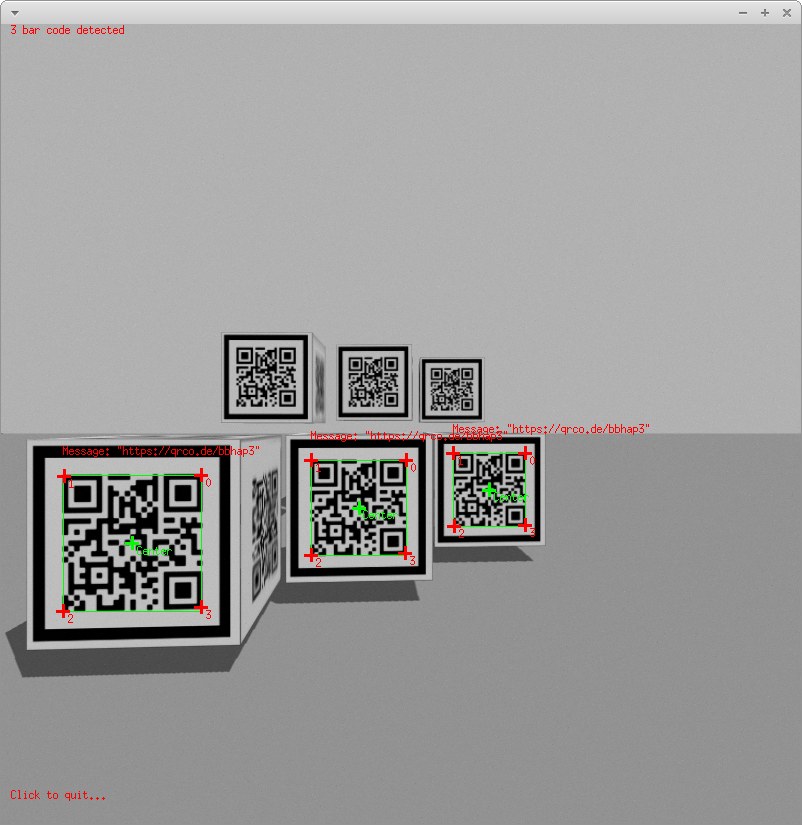 3 bar code detected
Message: "https://qrco.de/bbhap3"
Message: "https://qrco.de/bbhap3"
Message: "https://qrco.de/bbhap3"
1 0
1 0
1 0
Center
Center
Center
2 3
2 3
2 3
Click to quit...